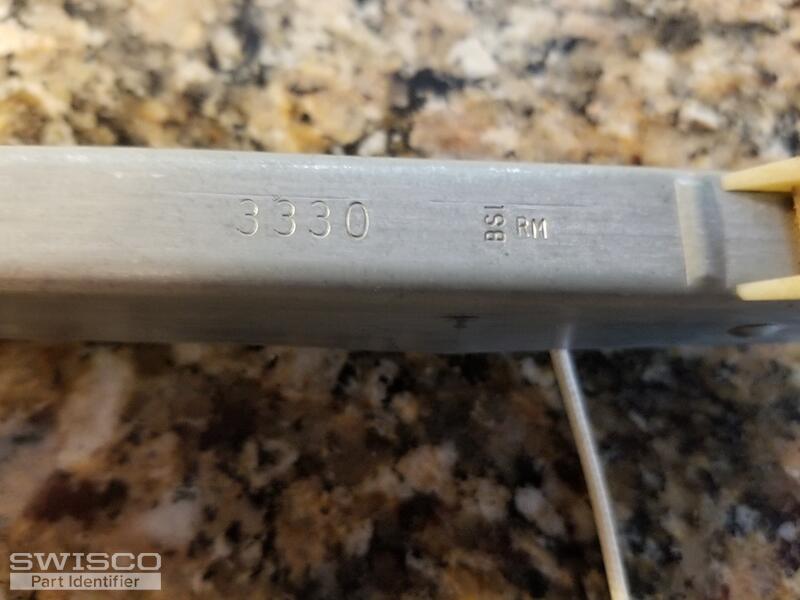 3330
BSI
RM
SWISCO
Part Identifier